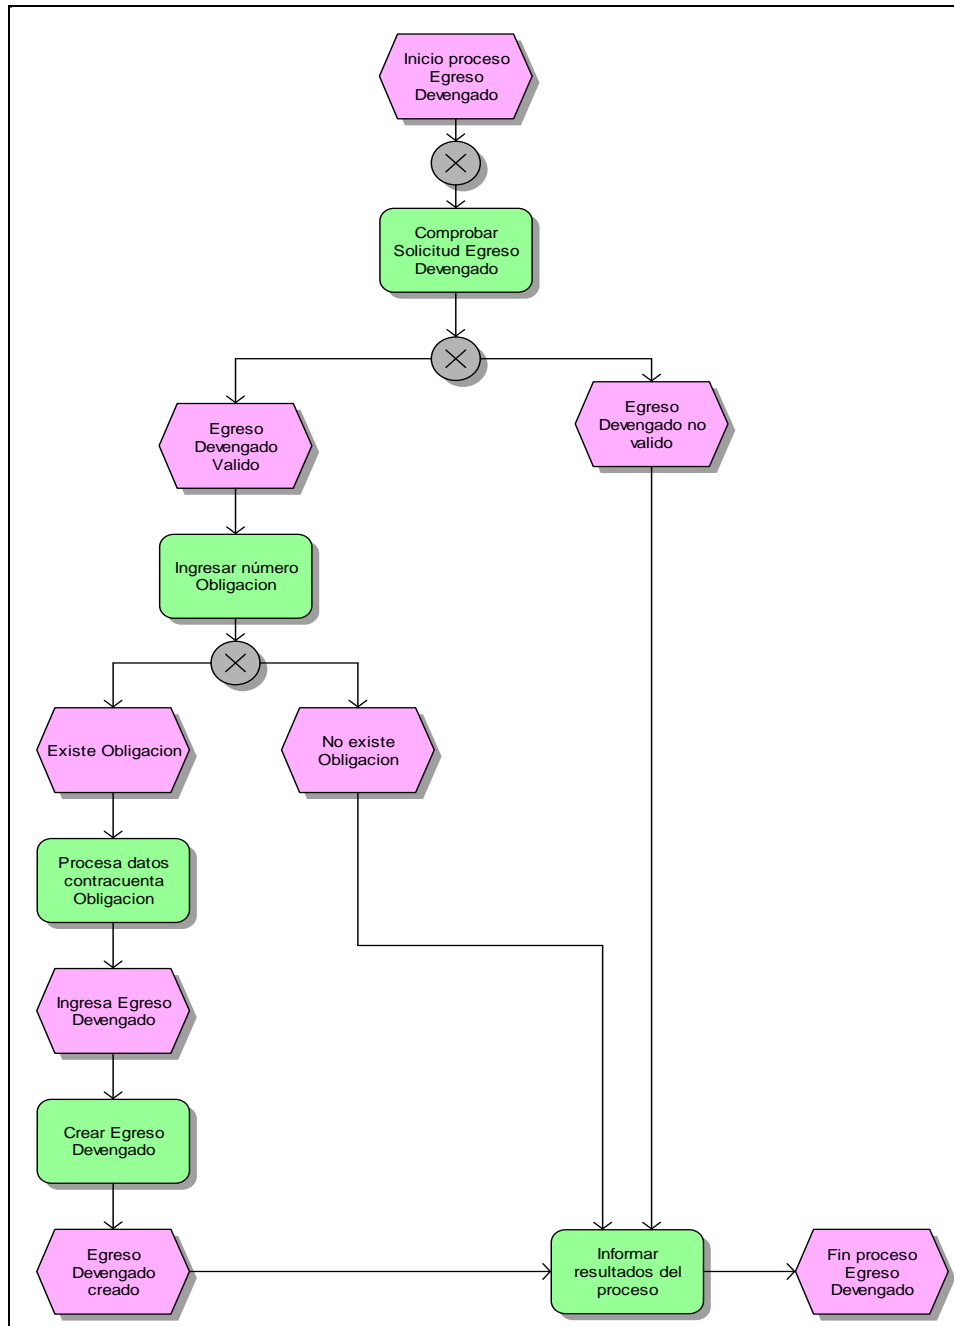 Inicio proceso
Egreso
Devengado
Comprobar
Solicitud Egreso
Devengado
Egreso
Devengado
Valido
Egreso
Devengado no
valido
Ingresar número
Obligacion
Existe Obligacion
No existe
Obligacion
Procesa datos
contracuenta
Obligacion
Ingresa Egreso
Devengado
Crear Egreso
Devengado
Egreso
Devengado
creado
Informar
resultados del
proceso
Fin proceso
Egreso
Devengado